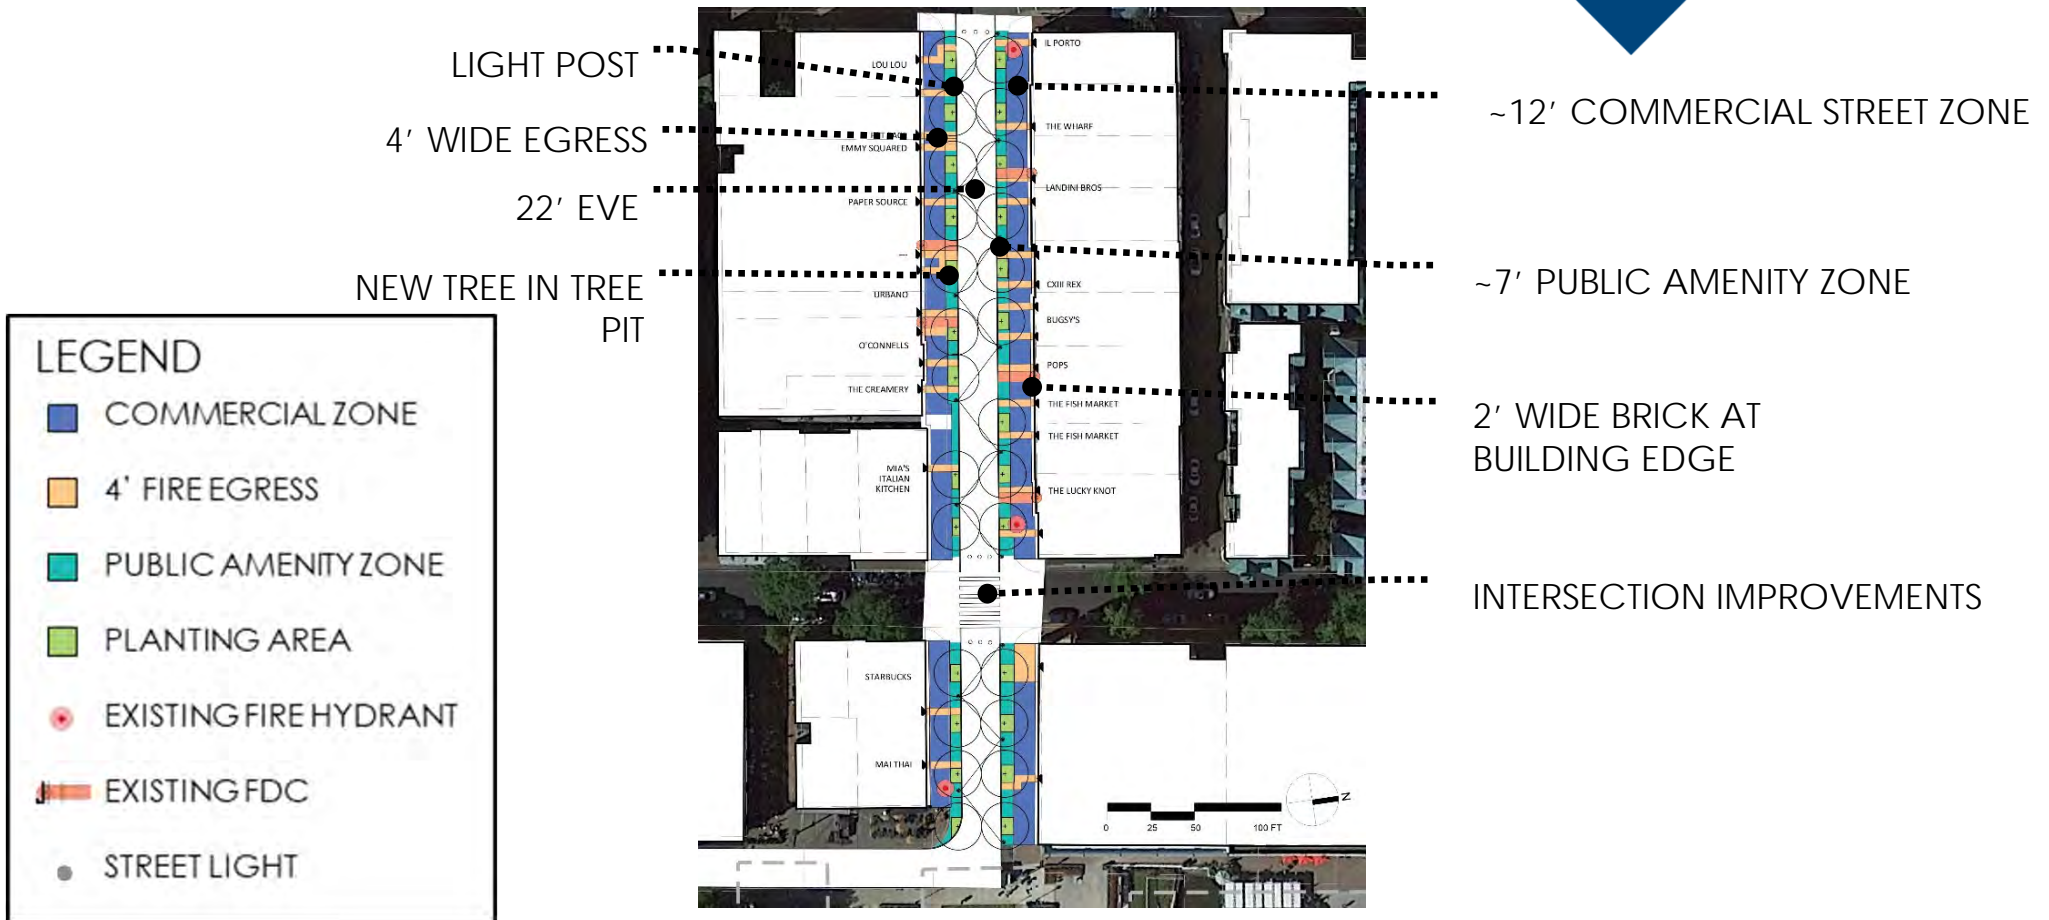 LIGHT POST
4’ WIDE EGRESS
22’ EVE
NEW TREE IN TREE
PIT
LEGEND
COMMERCIAL ZONE
4' FIRE EGRESS
PUBLIC AMENITY ZONE
PLANTING AREA
EXISTING FIRE HYDRANT
EXISTING FDC
STREET LIGHT
LOU LOU
EMMY SQUARED
PAPER SOURCE
URBANO
O'CONNELLS
THE CREAMERY
MIA'S
ITALIAN
KITCHEN
STARBUCKS
MAI THAI
IL PORTO
THE WHARF
LANDINI BROS
CXIII REX
BUGSY'S
POPS
THE FISH MARKET
THE FISH MARKET
THE LUCKY KNOT
0 25 50 100 FT
N
~12’ COMMERCIAL STREET ZONE
~7’ PUBLIC AMENITY ZONE
2’ WIDE BRICK AT
BUILDING EDGE
INTERSECTION IMPROVEMENTS